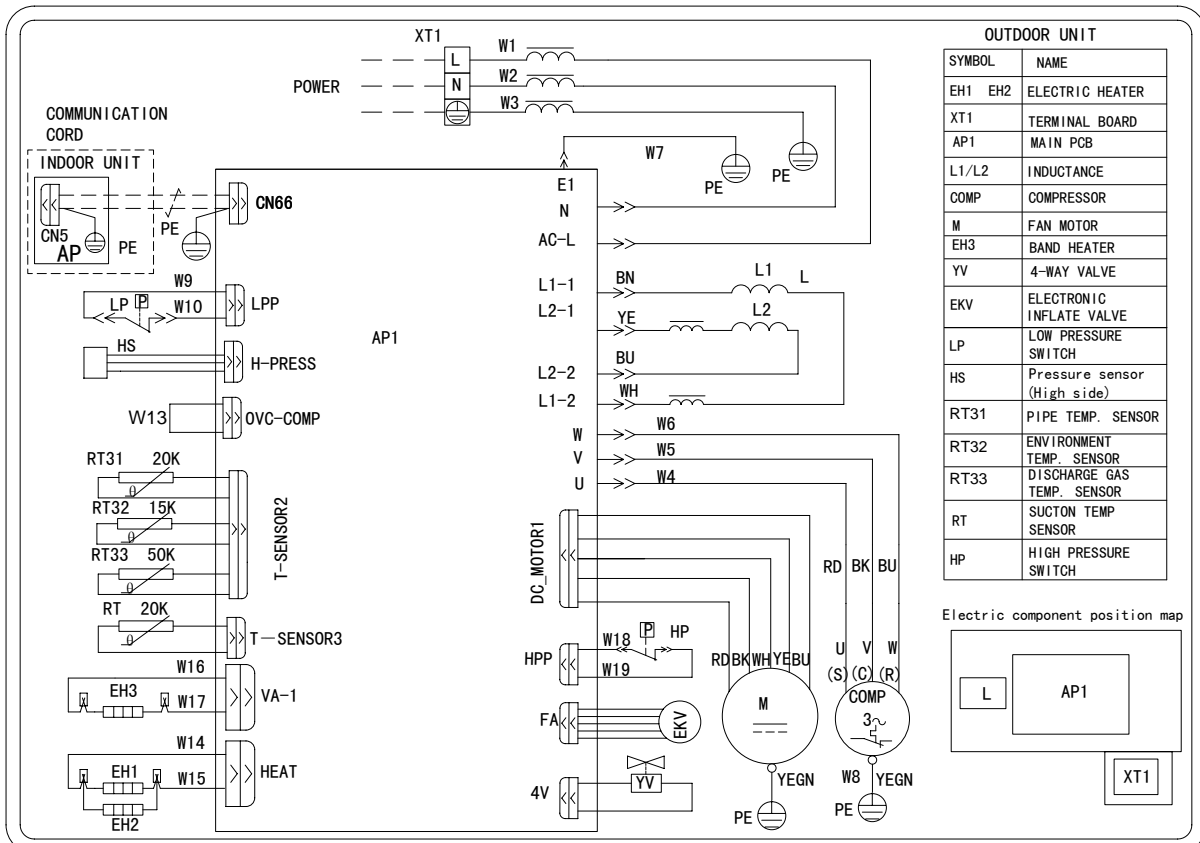 XT1
L
N
POWER
W1
W2
W3
PE
W7
PE
COMMUNICATION
CORD
INDOOR UNIT
CN5
AP
PE
PE
CN66
W9
LP
P
W10
LPP
HS
H-PRESS
W13
OVC-COMP
RT31 20K
θ
RT32 15K
θ
RT33 50K
θ
T-SENSOR2
RT 20K
θ
T-SENSOR3
W16
EH3
W17
VA-1
W14
EH1
W15
EH2
HEAT
AP1
E1
N
AC-L
L1-1
BN
L1
L
L2-1
YE
L2
L2-2
BU
L1-2
WH
W
W6
V
W5
U
W4
DC_MOTOR1
RD BK WH YE BU
M
YEGN
PE
RD BK BU
U V W
(S) (C) (R)
COMP
3~
W8
YEGN
PE
HPP
W18
P
HP
W19
FA
EKV
4V
YV
OUTDOOR UNIT
SYMBOL NAME
EH1 EH2 ELECTRIC HEATER
XT1 TERMINAL BOARD
AP1 MAIN PCB
L1/L2 INDUCTANCE
COMP COMPRESSOR
M FAN MOTOR
EH3 BAND HEATER
YV 4-WAY VALVE
EKV ELECTRONIC
INFLATE VALVE
LP LOW PRESSURE
SWITCH
HS Pressure sensor
(High side)
RT31 PIPE TEMP. SENSOR
RT32 ENVIRONMENT
TEMP. SENSOR
RT33 DISCHARGE GAS
TEMP. SENSOR
RT SUCTON TEMP
SENSOR
HP HIGH PRESSURE
SWITCH
Electric component position map
L
AP1
XT1